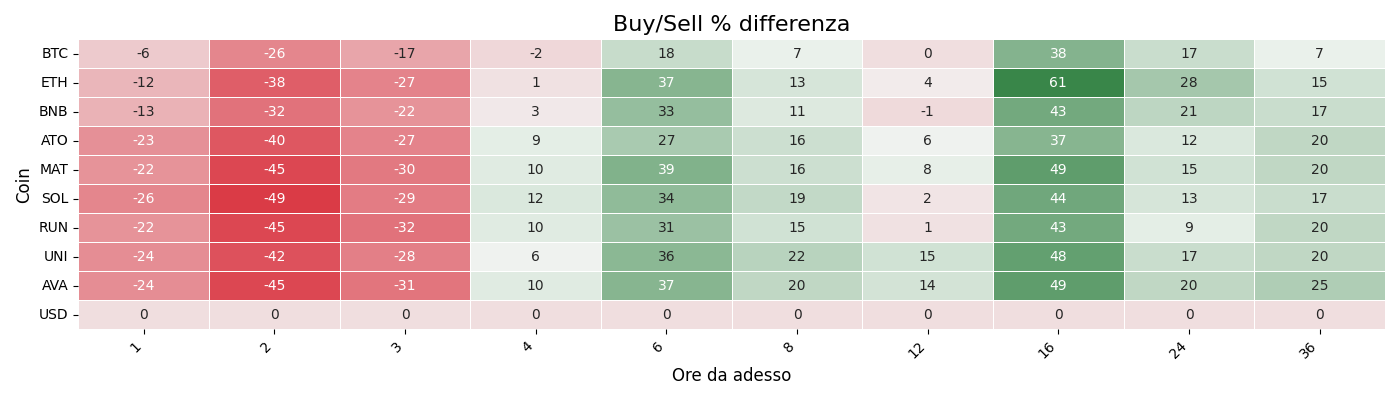 Buy/Sell % differenza
Coin
BTC -6 -26 -17 -2 18 7 0 38 17 7
ETH -12 -38 -27 1 37 13 4 61 28 15
BNB -13 -32 -22 3 33 11 -1 43 21 17
ATO -23 -40 -27 9 27 16 6 37 12 20
MAT -22 -45 -30 10 39 16 8 49 15 20
SOL -26 -49 -29 12 34 19 2 44 13 17
RUN -22 -45 -32 10 31 15 1 43 9 20
UNI -24 -42 -28 6 36 22 15 48 17 20
AVA -24 -45 -31 10 37 20 14 49 20 25
USD 0 0 0 0 0 0 0 0 0 0
1 2 3 4 6 8 12 16 24 36
Ore da adesso